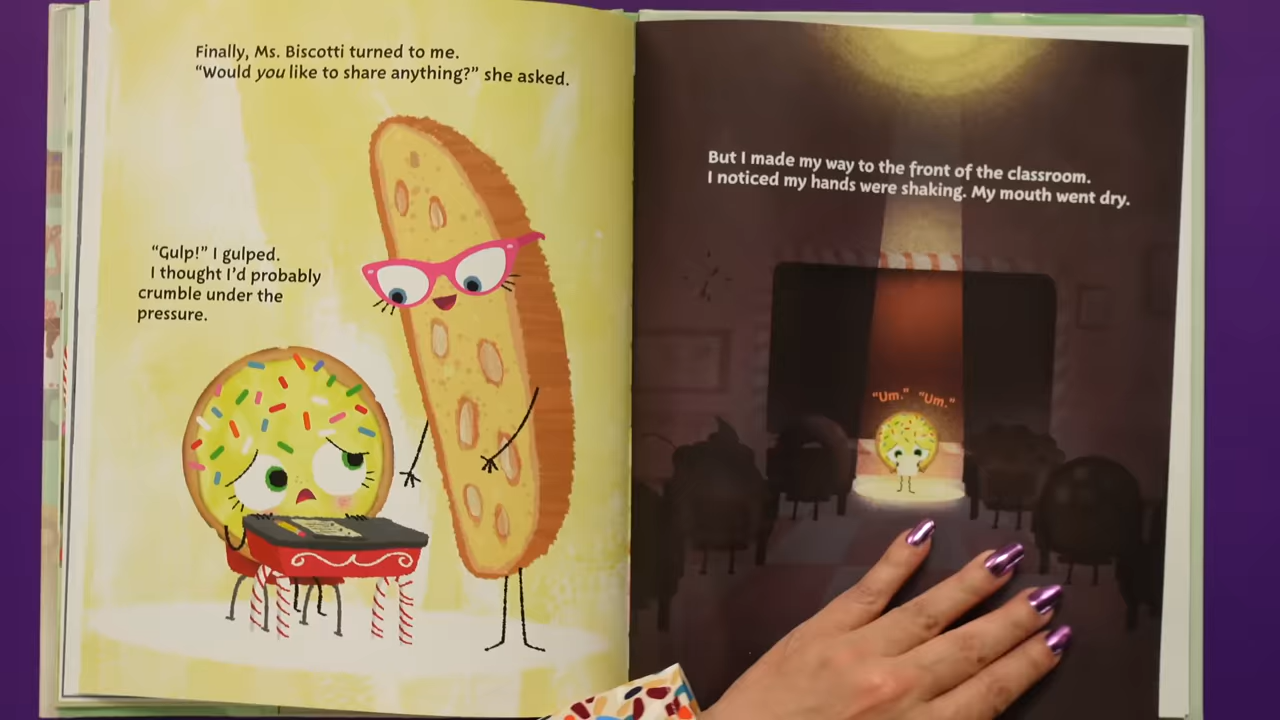 Finally, Ms. Biscotti turned to me.
“Would you like to share anything?” she asked.
“Gulp!” I gulped.
I thought I’d probably
crumble under the
pressure.
But I made my way to the front of the classroom.
I noticed my hands were shaking. My mouth went dry.
“Um.” “Um.”